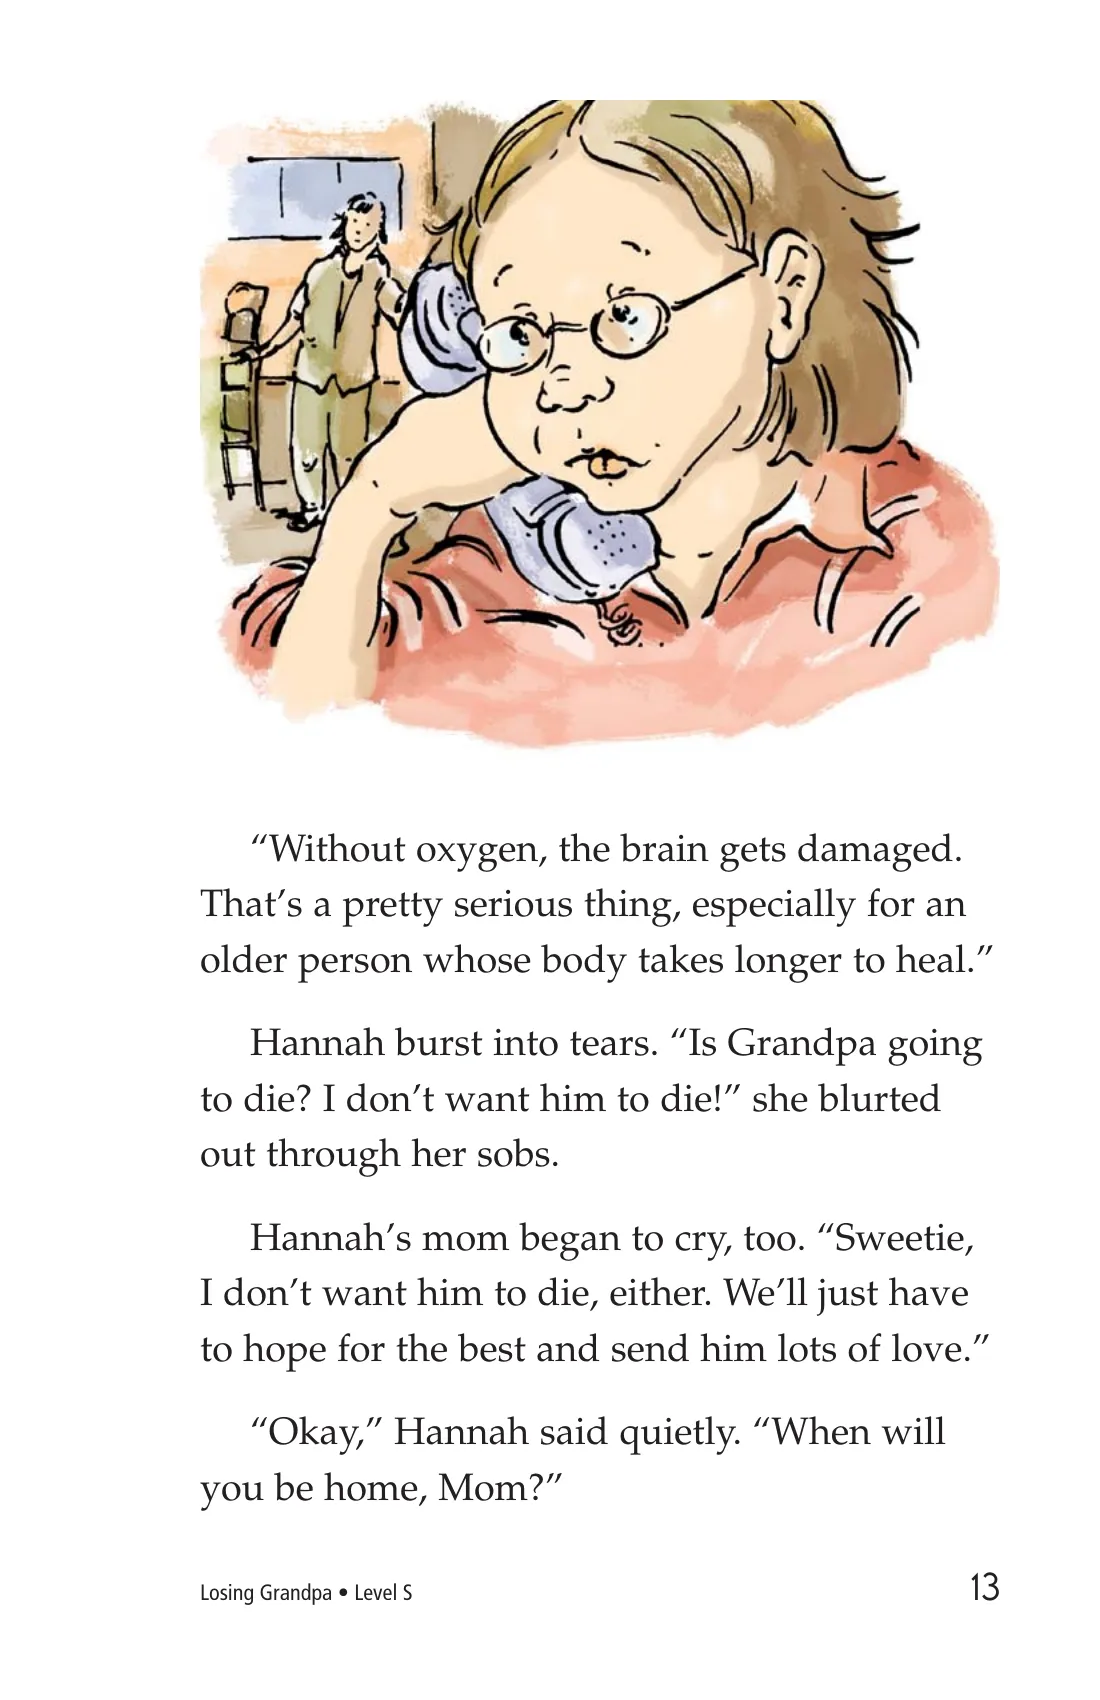 “Without oxygen, the brain gets damaged.
That’s a pretty serious thing, especially for an
older person whose body takes longer to heal.”
Hannah burst into tears. “Is Grandpa going
to die? I don’t want him to die!” she blurted
out through her sobs.
Hannah’s mom began to cry, too. “Sweetie,
I don’t want him to die, either. We’ll just have
to hope for the best and send him lots of love.”
“Okay,” Hannah said quietly. “When will
you be home, Mom?”
Losing Grandpa • Level S 13